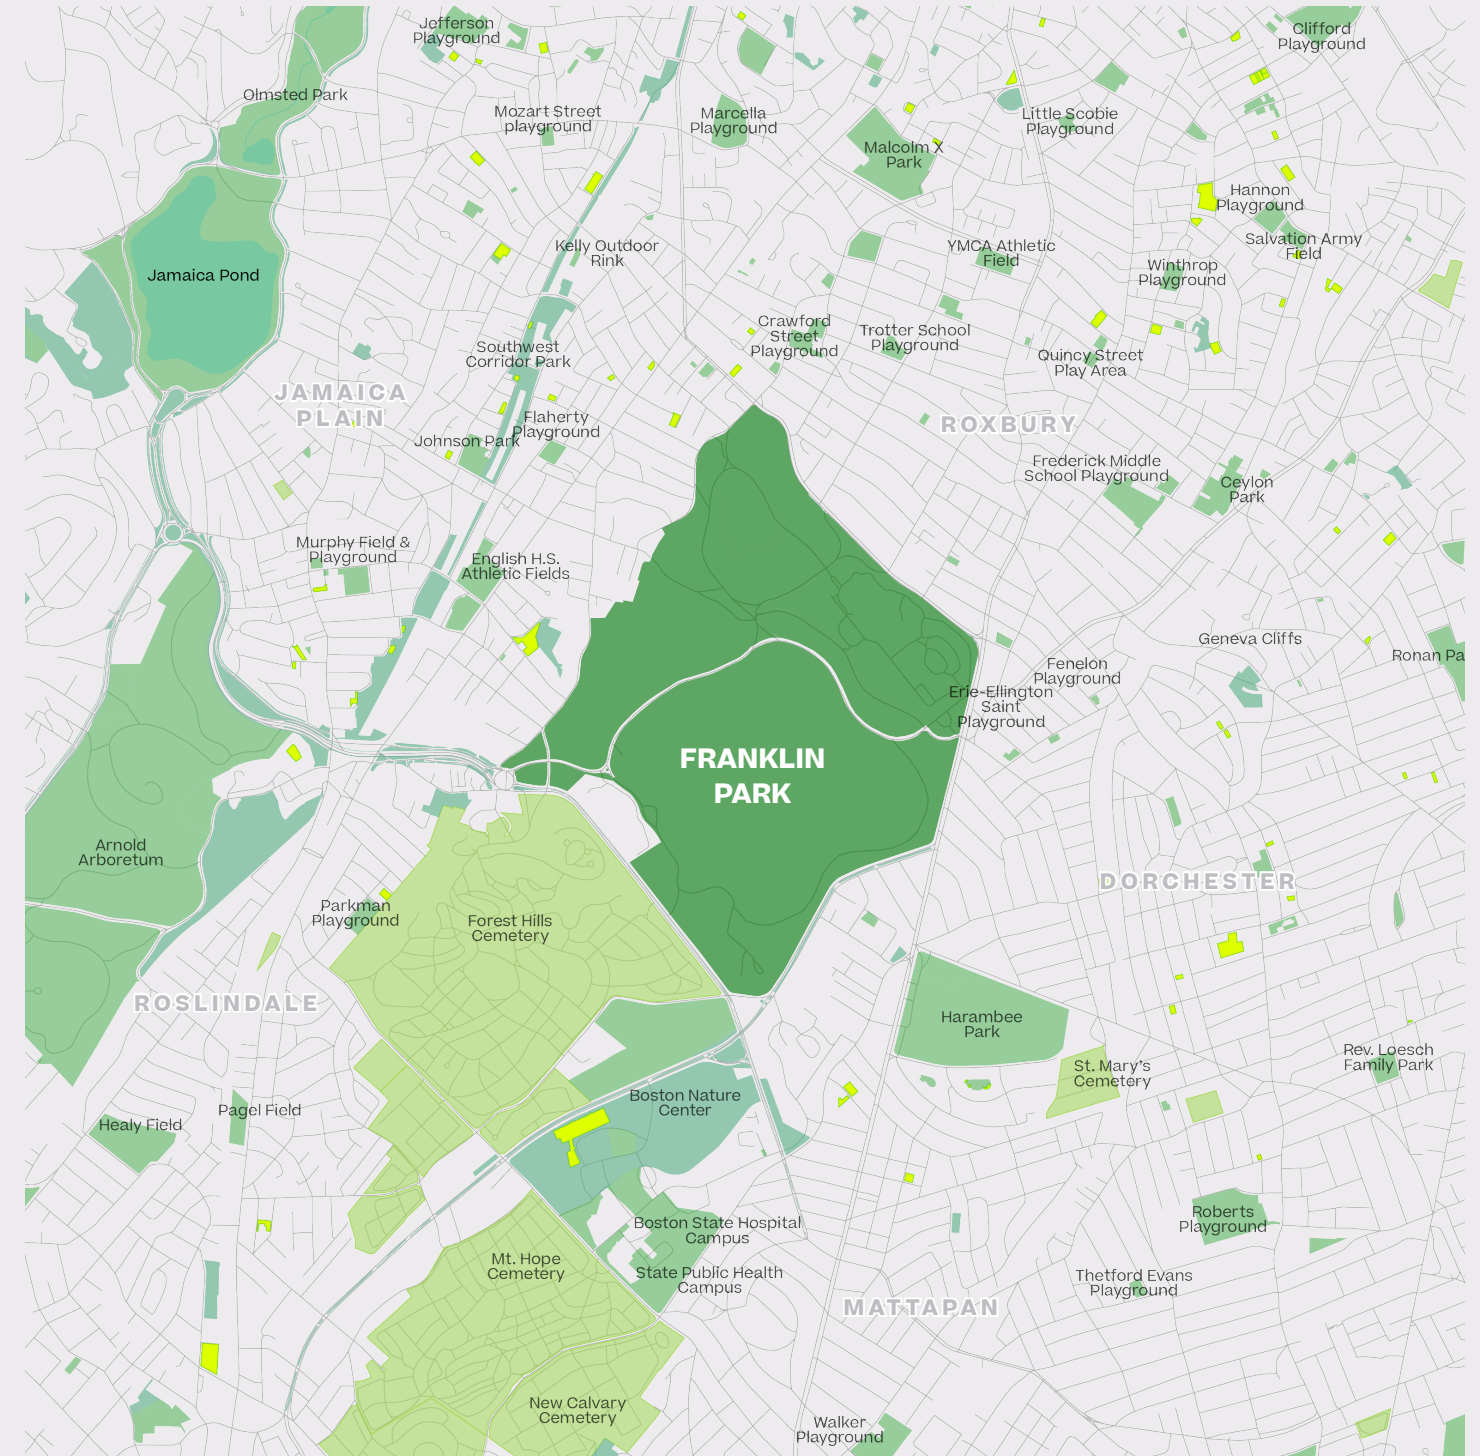 Jefferson
Playground
Clifford
Playground
Olmsted Park
Mozart Street
playground
Marcella
Playground
Little Scobie
Playground
Malcolm X
Park
Hannon
Playground
Kelly Outdoor
Rink
YMCA Athletic
Field
Salvation Army
Field
Jamaica Pond
Winthrop
Playground
Crawford
Street
Playground
Trotter School
Playground
Southwest
Corridor Park
Quincy Street
Play Area
JAMAICA
PLAIN
Flaherty
Playground
Johnson Park
ROXBURY
Frederick Middle
School Playground
Ceylon
Park
Murphy Field &
Playground
English H.S.
Athletic Fields
Geneva Cliffs
Ronan Pa
Fenelon
Playground
Erie-Ellington
Saint
Playground
FRANKLIN
PARK
Arnold
Arboretum
DORCHESTER
Parkman
Playground
Forest Hills
Cemetery
ROSLINDALE
Harambee
Park
St. Mary's
Cemetery
Rev. Loesch
Family Park
Boston Nature
Center
Pagel Field
Healy Field
Boston State Hospital
Campus
Roberts
Playground
Mt. Hope
Cemetery
State Public Health
Campus
Thetford Evans
Playground
MATTAPAN
New Calvary
Cemetery
Walker
Playground